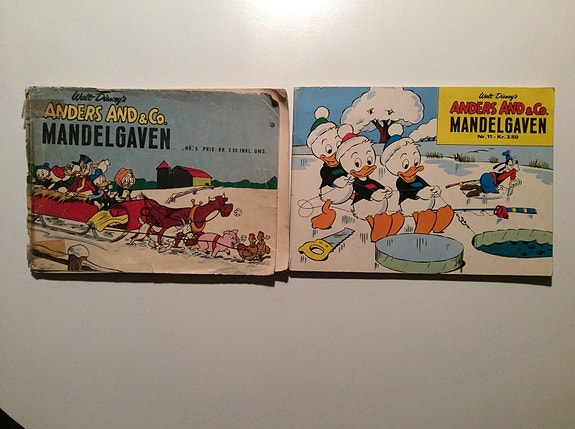 Walt Disney's
ANDERS AND & Co.
MANDELGAVEN
NR. 5 PRIS. KR. 2,50 INKL. OMS.
Walt Disney's
ANDERS AND & Co.
MANDELGAVEN
Nr. 11 - Kr. 3,50